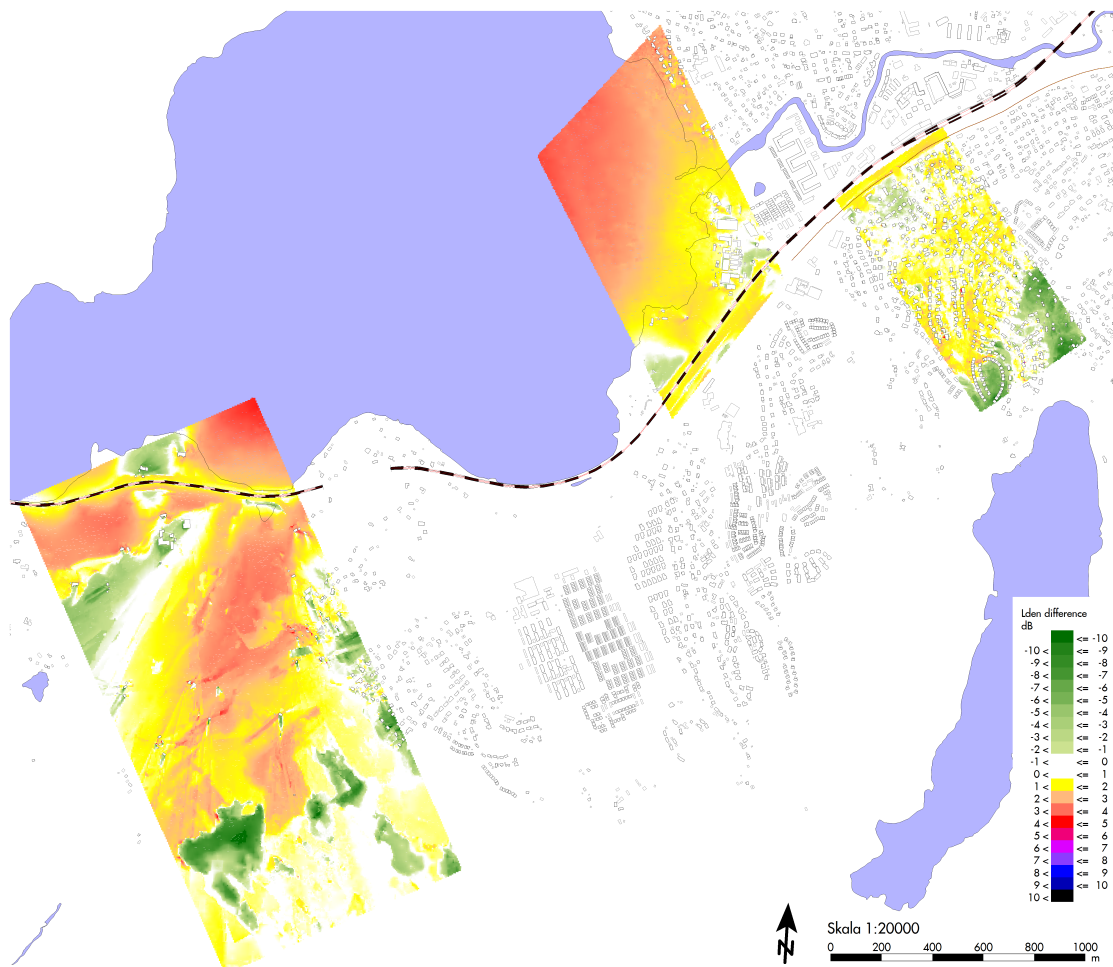 Lden difference
dB
<= -10
-10 < <= -9
-9 < <= -8
-8 < <= -7
-7 < <= -6
-6 < <= -5
-5 < <= -4
-4 < <= -3
-3 < <= -2
-2 < <= -1
-1 < <= 0
0 < <= 1
1 < <= 2
2 < <= 3
3 < <= 4
4 < <= 5
5 < <= 6
6 < <= 7
7 < <= 8
8 < <= 9
9 < <= 10
10 <
N
Skala 1:20000
0 200 400 600 800 1000
m